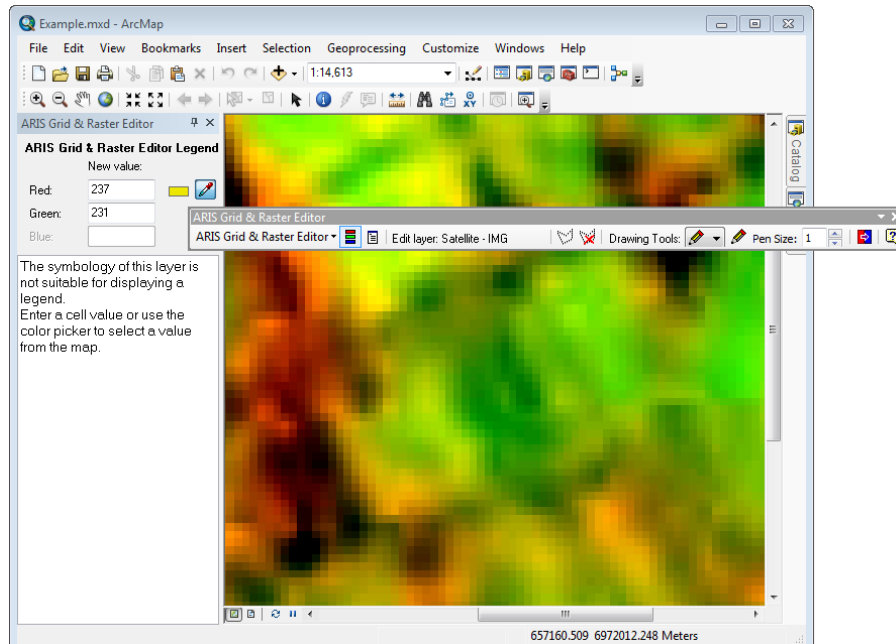 Example.mxd - ArcMap
File Edit View Bookmarks Insert Selection Geoprocessing Customize Windows Help
1:14,613
ARIS Grid & Raster Editor
ARIS Grid & Raster Editor Legend
New value:
Red: 237
Green: 231
Blue:
The symbology of this layer is
not suitable for displaying a
legend.
Enter a cell value or use the
color picker to select a value
from the map.
ARIS Grid & Raster Editor
ARIS Grid & Raster Editor Edit layer: Satellite - IMG Drawing Tools: Pen Size: 1
Catalog
657160.509 6972012.248 Meters